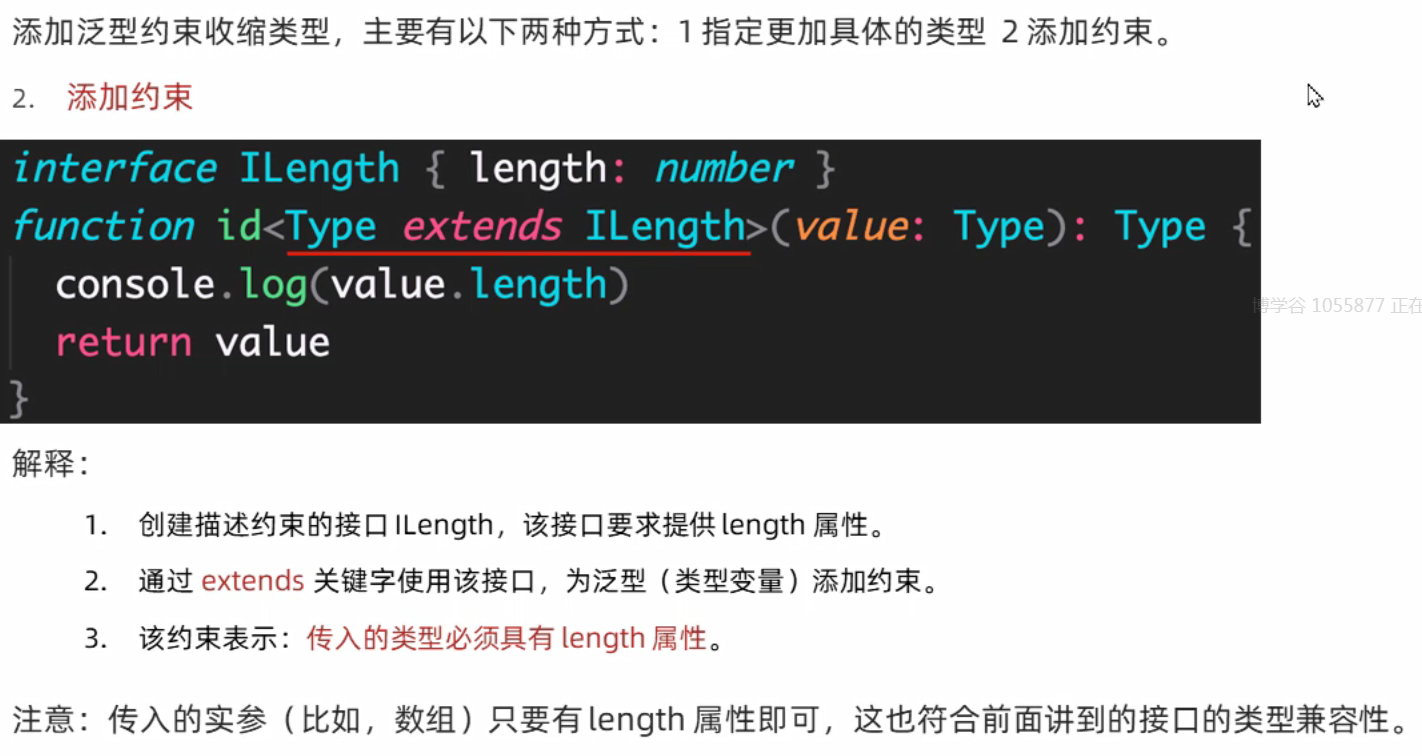 添加泛型约束收缩类型，主要有以下两种方式：1 指定更加具体的类型 2 添加约束。
2. 添加约束
interface ILength { length: number }
function id<Type extends ILength>(value: Type): Type {
console.log(value.length)
博学谷 1055877 正在
return value
}
解释：
1. 创建描述约束的接口 ILength，该接口要求提供 length 属性。
2. 通过 extends 关键字使用该接口，为泛型（类型变量）添加约束。
3. 该约束表示：传入的类型必须具有 length 属性。
注意：传入的实参（比如，数组）只要有 length 属性即可，这也符合前面讲到的接口的类型兼容性。